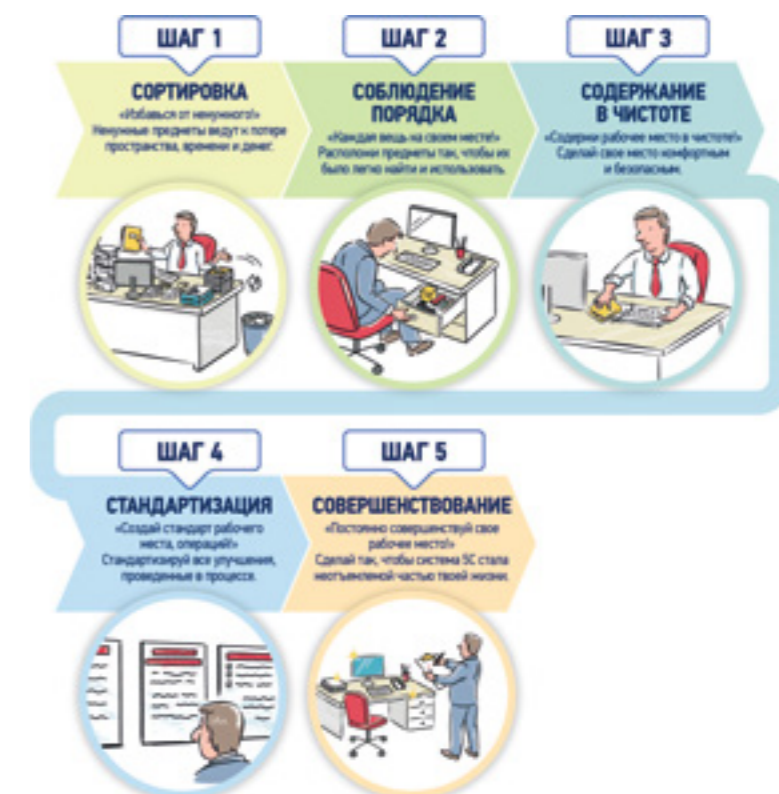 ШАГ 1
СОРТИРОВКА
«Избавься от ненужного!»
Ненужные предметы ведут к потере
пространства, времени и денег.
ШАГ 2
СОБЛЮДЕНИЕ
ПОРЯДКА
«Каждая вещь на своем месте!»
Расположи предметы так, чтобы их
было легко найти и использовать.
ШАГ 3
СОДЕРЖАНИЕ
В ЧИСТОТЕ
«Содержи рабочее место в чистоте!»
Сделай свое место комфортным
и безопасным.
ШАГ 4
СТАНДАРТИЗАЦИЯ
«Создай стандарт рабочего
места, операций!»
Стандартизируй все улучшения,
проведенные в процессе.
ШАГ 5
СОВЕРШЕНСТВОВАНИЕ
«Постоянно совершенствуй свое
рабочее место!»
Сделай так, чтобы система 5С стала
неотъемлемой частью твоей жизни.